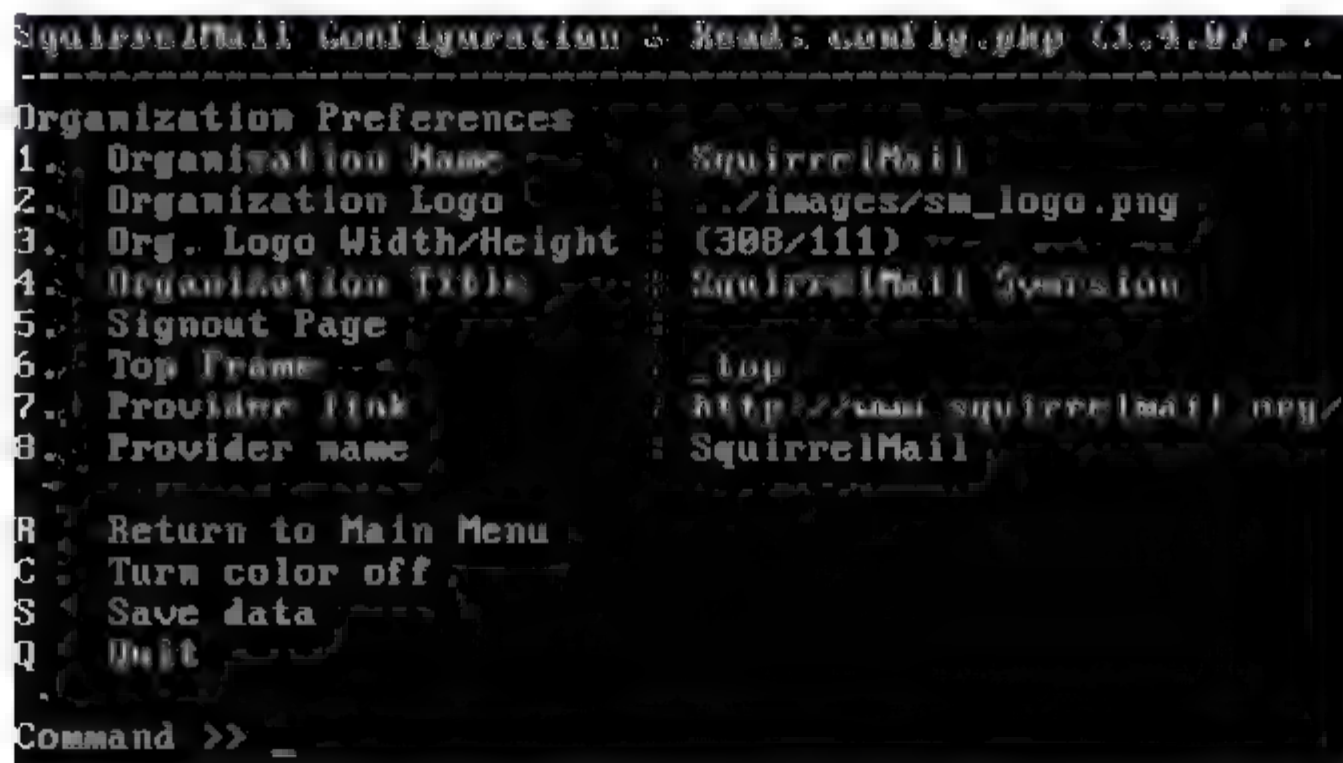 SquirrelMail Configuration : Read: config.php (1.4.0)
Organization Preferences
1. Organization Name : SquirrelMail
2. Organization Logo : ../images/sm_logo.png
3. Org. Logo Width/Height : (308/111)
4. Organization Title : SquirrelMail
5. Signout Page :
6. Top Frame : _top
7. Provider link : http://www.squirrelmail.org/
8. Provider name : SquirrelMail
R Return to Main Menu
C Turn color off
S Save data
Q Quit
Command >> _